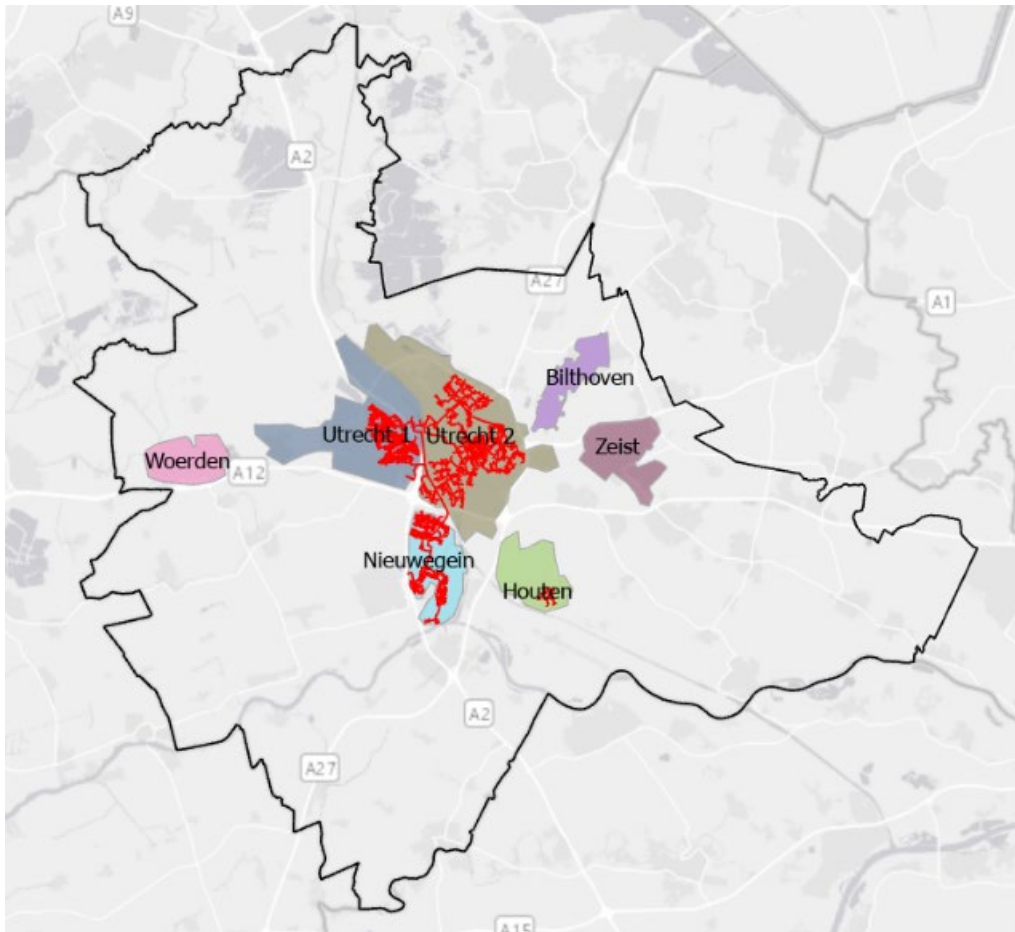 A9
A2
A27
A1
Bilthoven
Utrecht 1
Utrecht 2
Zeist
Woerden
A12
Nieuwegein
Houten
A2
A27
A15